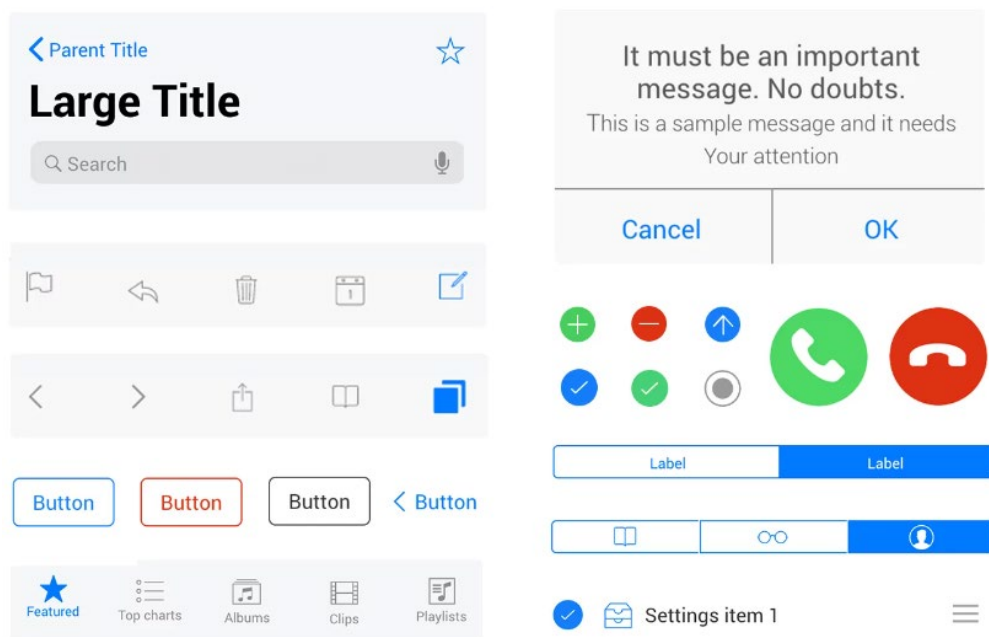 Parent Title
Large Title
Search
1
Button Button Button Button
Featured Top charts Albums Clips Playlists
It must be an important
message. No doubts.
This is a sample message and it needs
Your attention
Cancel OK
Label Label
Settings item 1